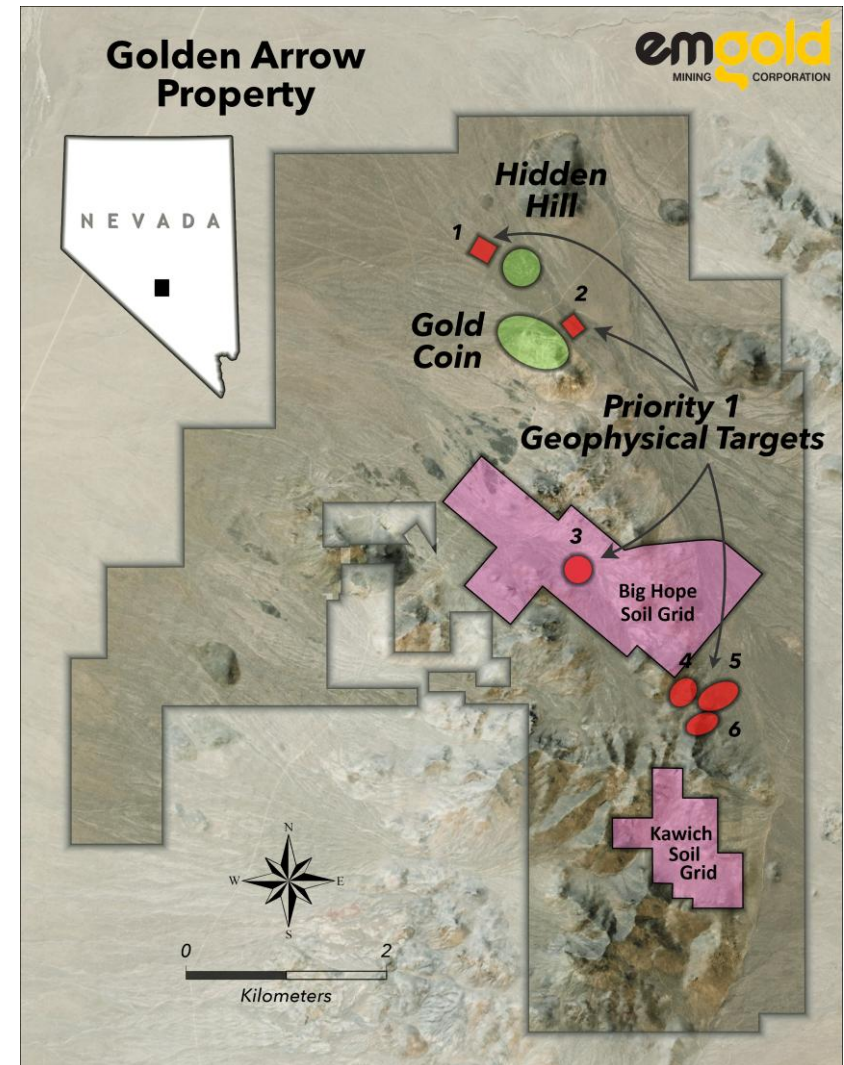 Golden Arrow
Property
emgold
MINING CORPORATION
NEVADA
Hidden
Hill
1
2
Gold
Coin
Priority 1
Geophysical Targets
3
Big Hope
Soil Grid
4
5
6
Kawich
Soil
Grid
N
W
E
S
0
2
Kilometers